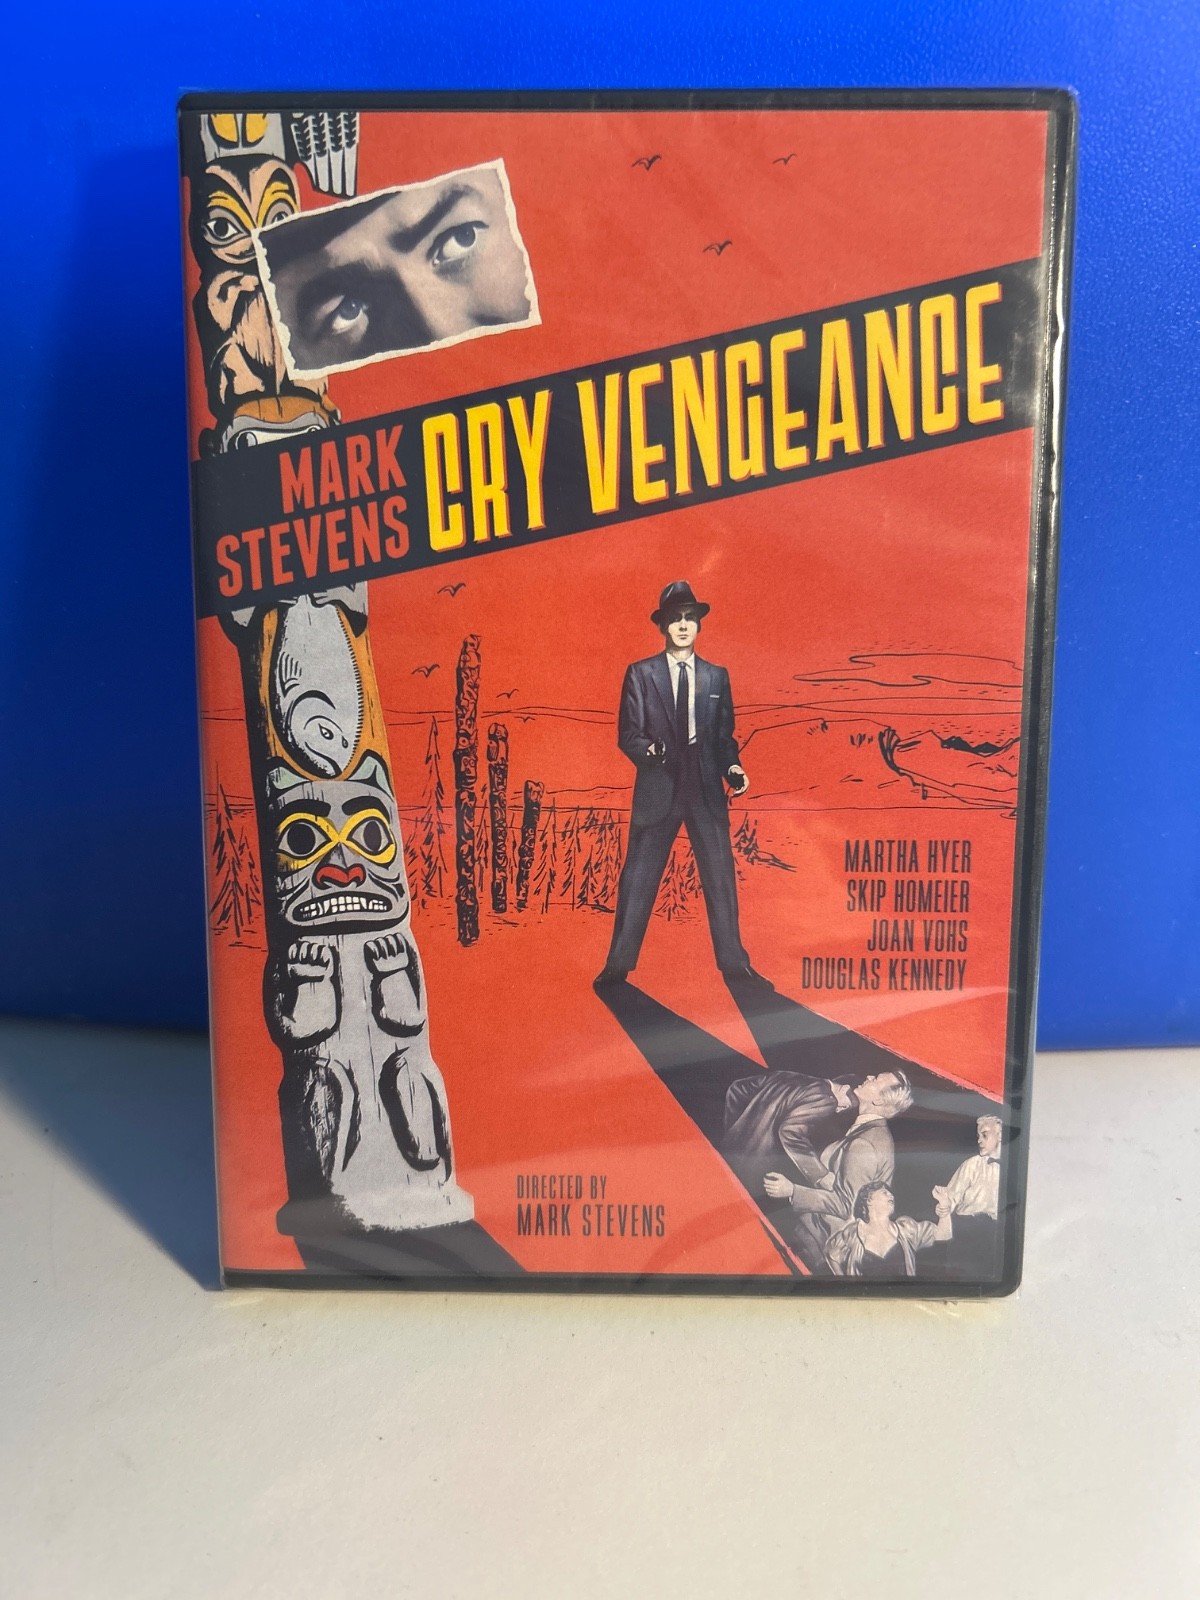 MARK
STEVENS
CRY VENGEANCE
MARTHA HYER
SKIP HOMEIER
JOAN VOHS
DOUGLAS KENNEDY
DIRECTED BY
MARK STEVENS